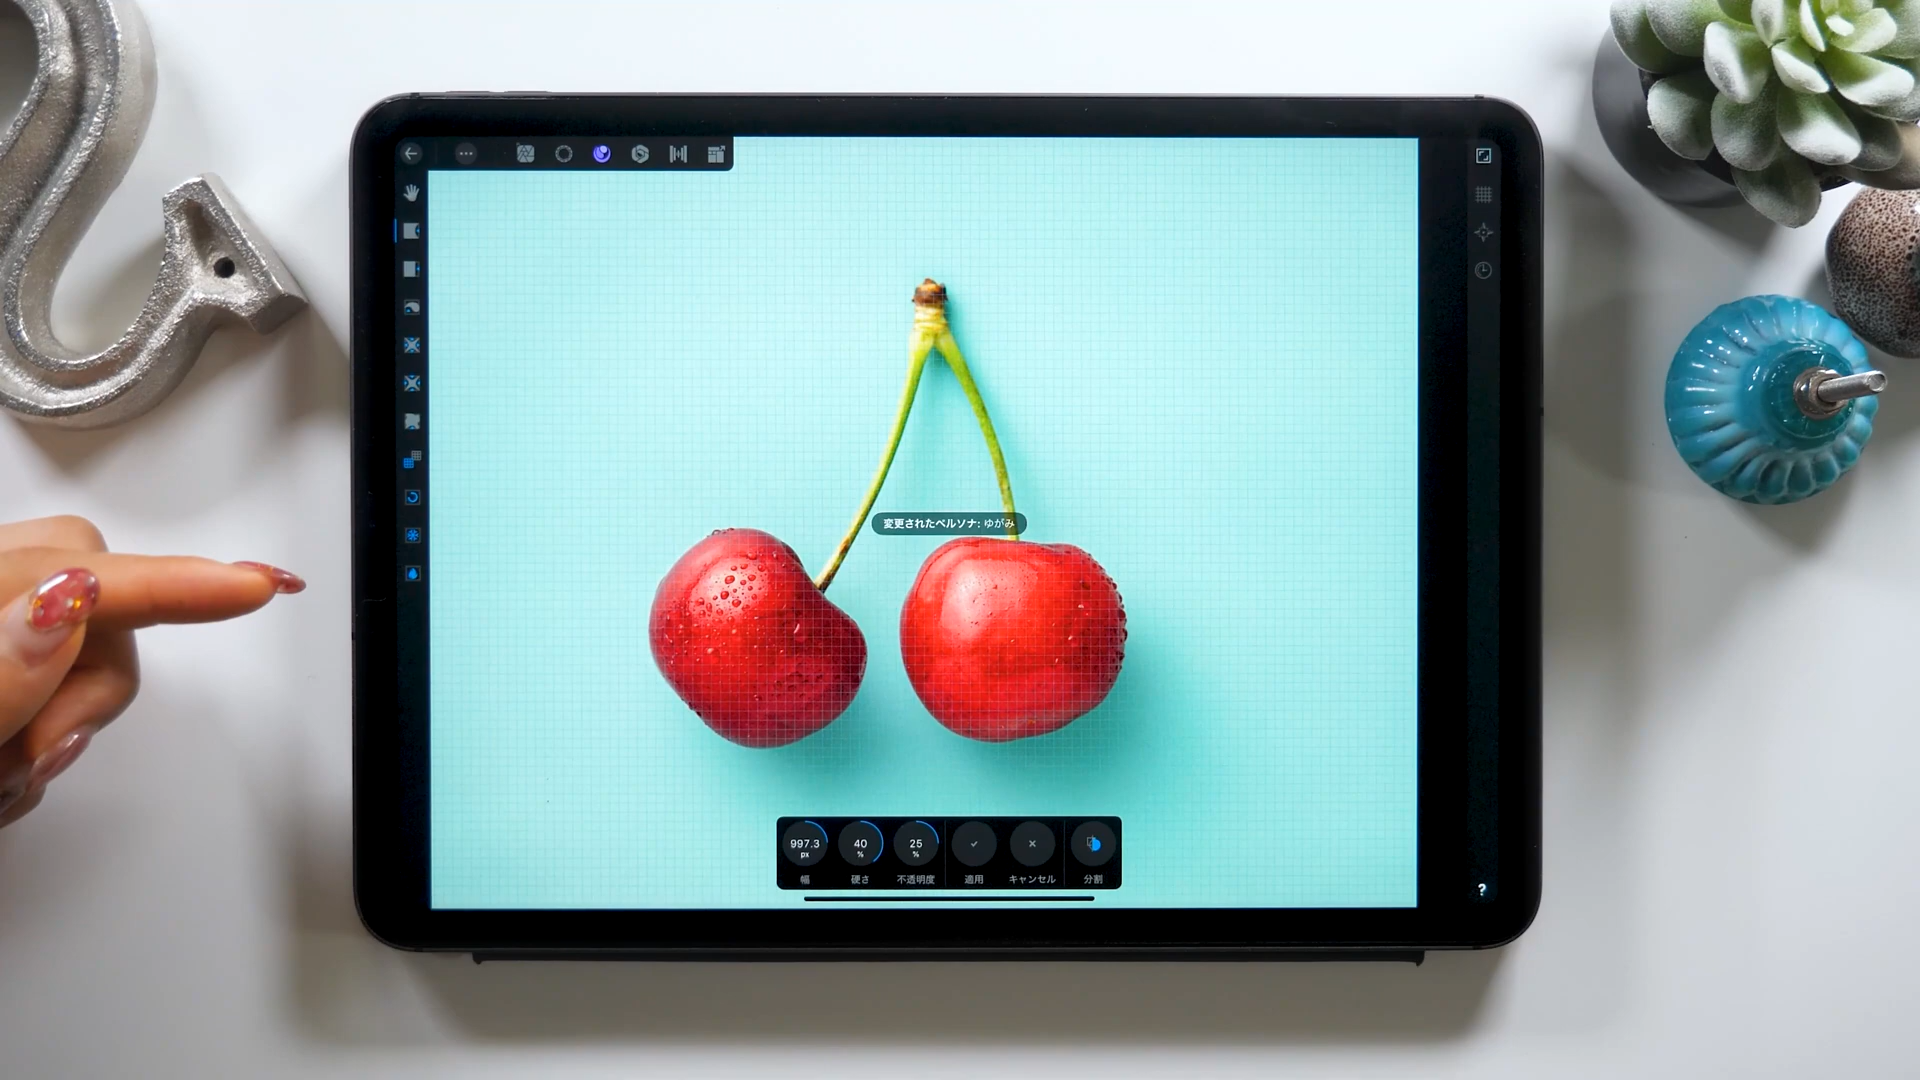 変更されたペルソナ: ゆがみ
997.3 px
40 %
25 %
幅
硬さ
不透明度
適用
キャンセル
分割
?